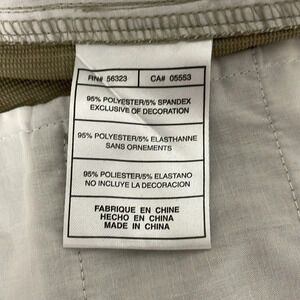 RN# 56323 CA# 05553
95% POLYESTER/5% SPANDEX
EXCLUSIVE OF DECORATION
95% POLYESTER/5% ELASTHANNE
SANS ORNEMENTS
95% POLIESTER/5% ELASTANO
NO INCLUYE LA DECORACION
FABRIQUE EN CHINE
HECHO EN CHINA
MADE IN CHINA